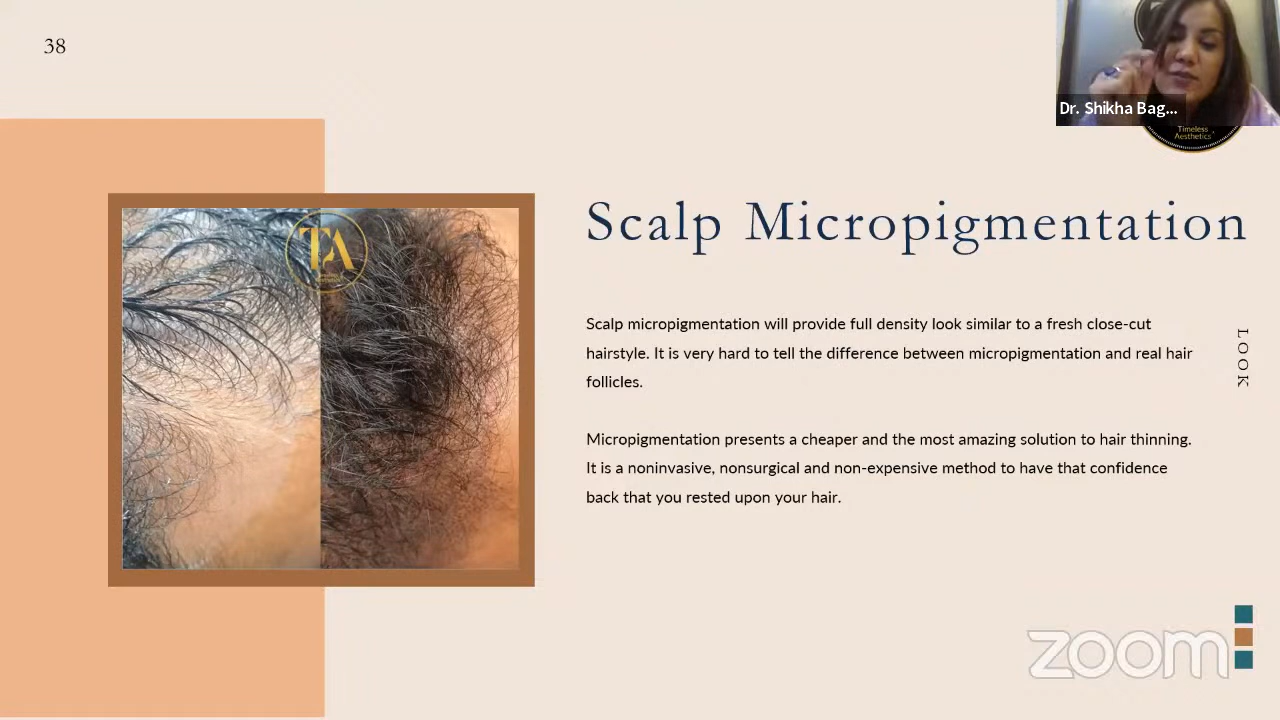 38
Dr. Shikha Bag...
Timeless
Aesthetics
TA
Scalp Micropigmentation
Scalp micropigmentation will provide full density look similar to a fresh close-cut
hairstyle. It is very hard to tell the difference between micropigmentation and real hair
follicles.
LOOK
Micropigmentation presents a cheaper and the most amazing solution to hair thinning.
It is a noninvasive, nonsurgical and non-expensive method to have that confidence
back that you rested upon your hair.
zoom